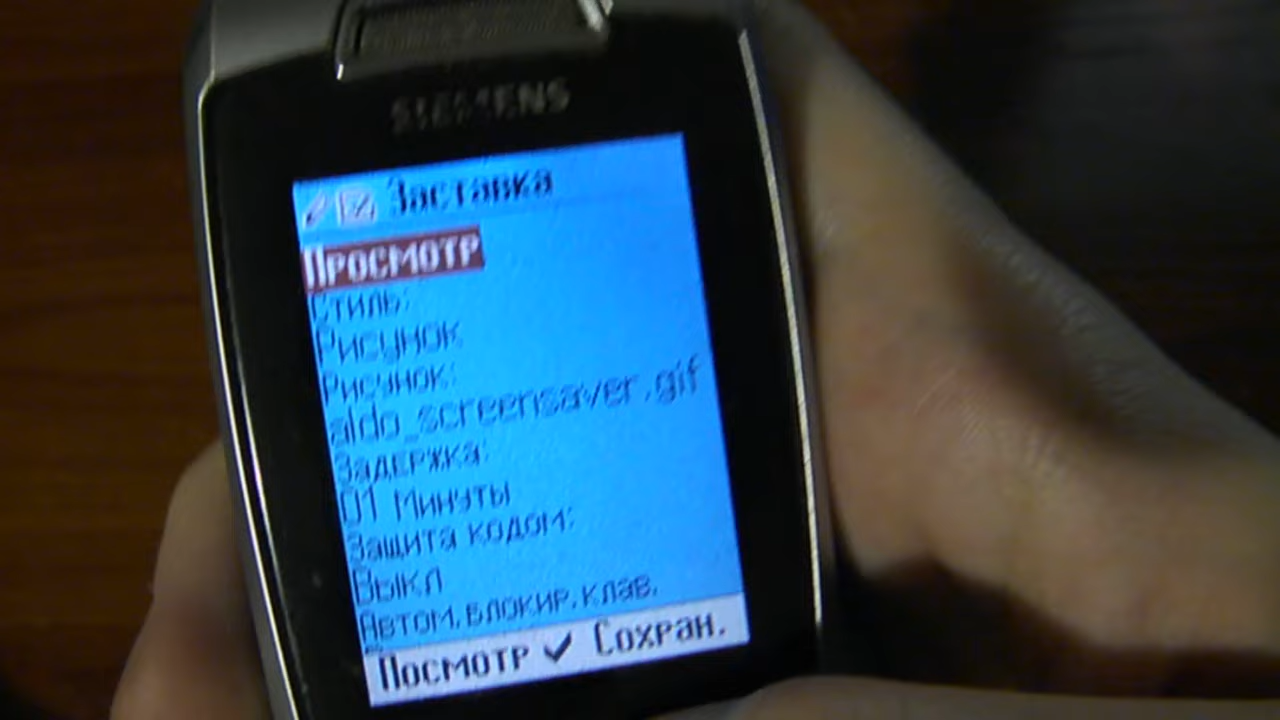 SIEMENS
Заставка
Просмотр
Стиль:
Рисунок
Рисунок:
aldo_screensaver.gif
Задержка:
01 Минуты
Защита кодом:
Выкл
Автом.блокир.клав.
Посмотр ✓ Сохран.